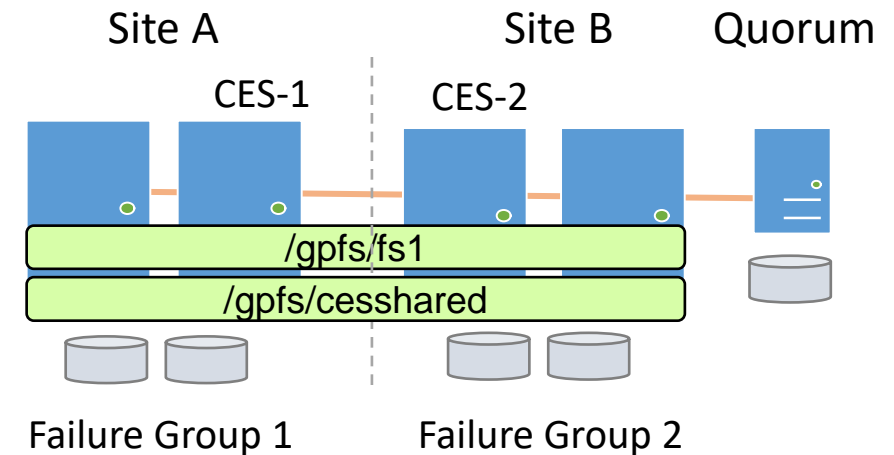 Site A
Site B
Quorum
CES-1
CES-2
/gpfs/fs1
/gpfs/cesshared
Failure Group 1
Failure Group 2